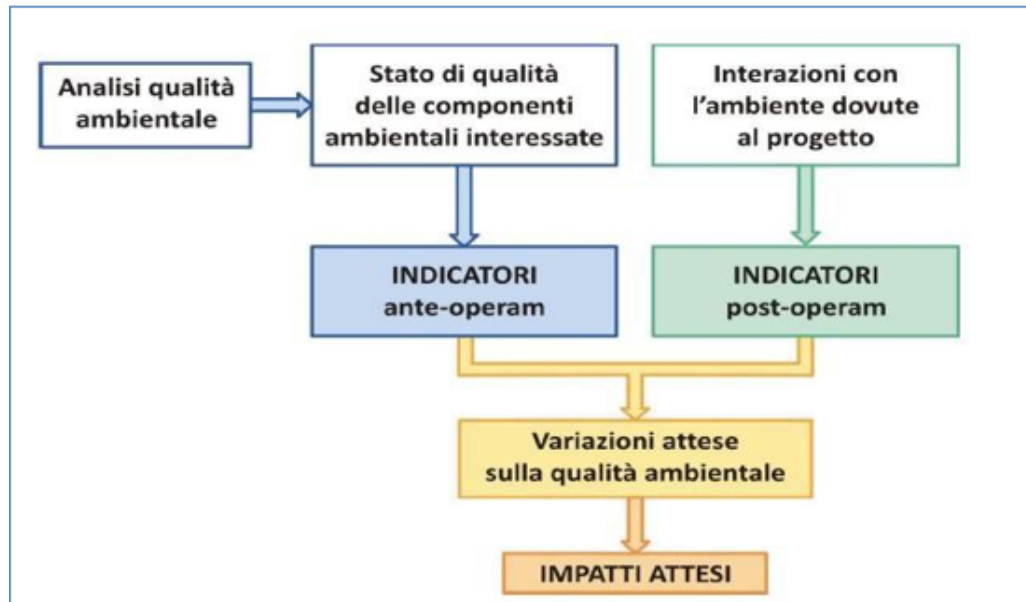 Analisi qualità
ambientale
Stato di qualità
delle componenti
ambientali interessate
Interazioni con
l'ambiente dovute
al progetto
INDICATORI
ante-operam
INDICATORI
post-operam
Variazioni attese
sulla qualità ambientale
IMPATTI ATTESI